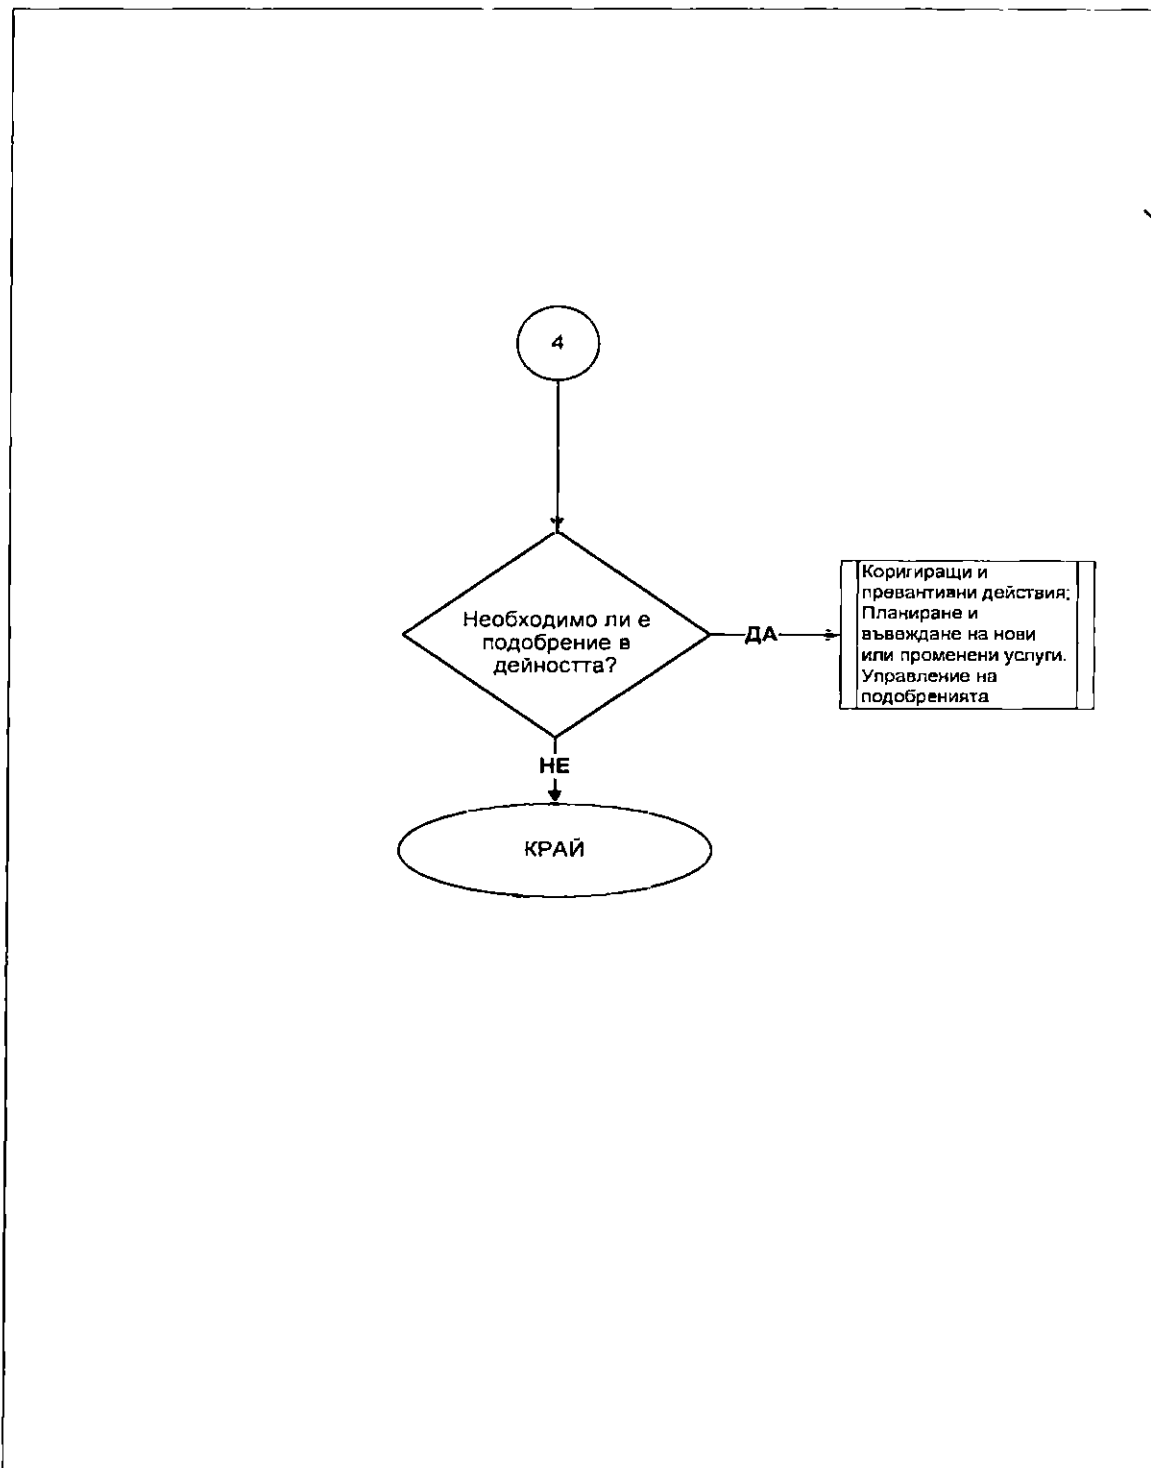 4
Необходимо ли е
подобрение в
дейността?
ДА
Коригиращи и
превантивни действия;
Планиране и
въвеждане на нови
или променени услуги.
Управление на
подобренията
НЕ
КРАЙ